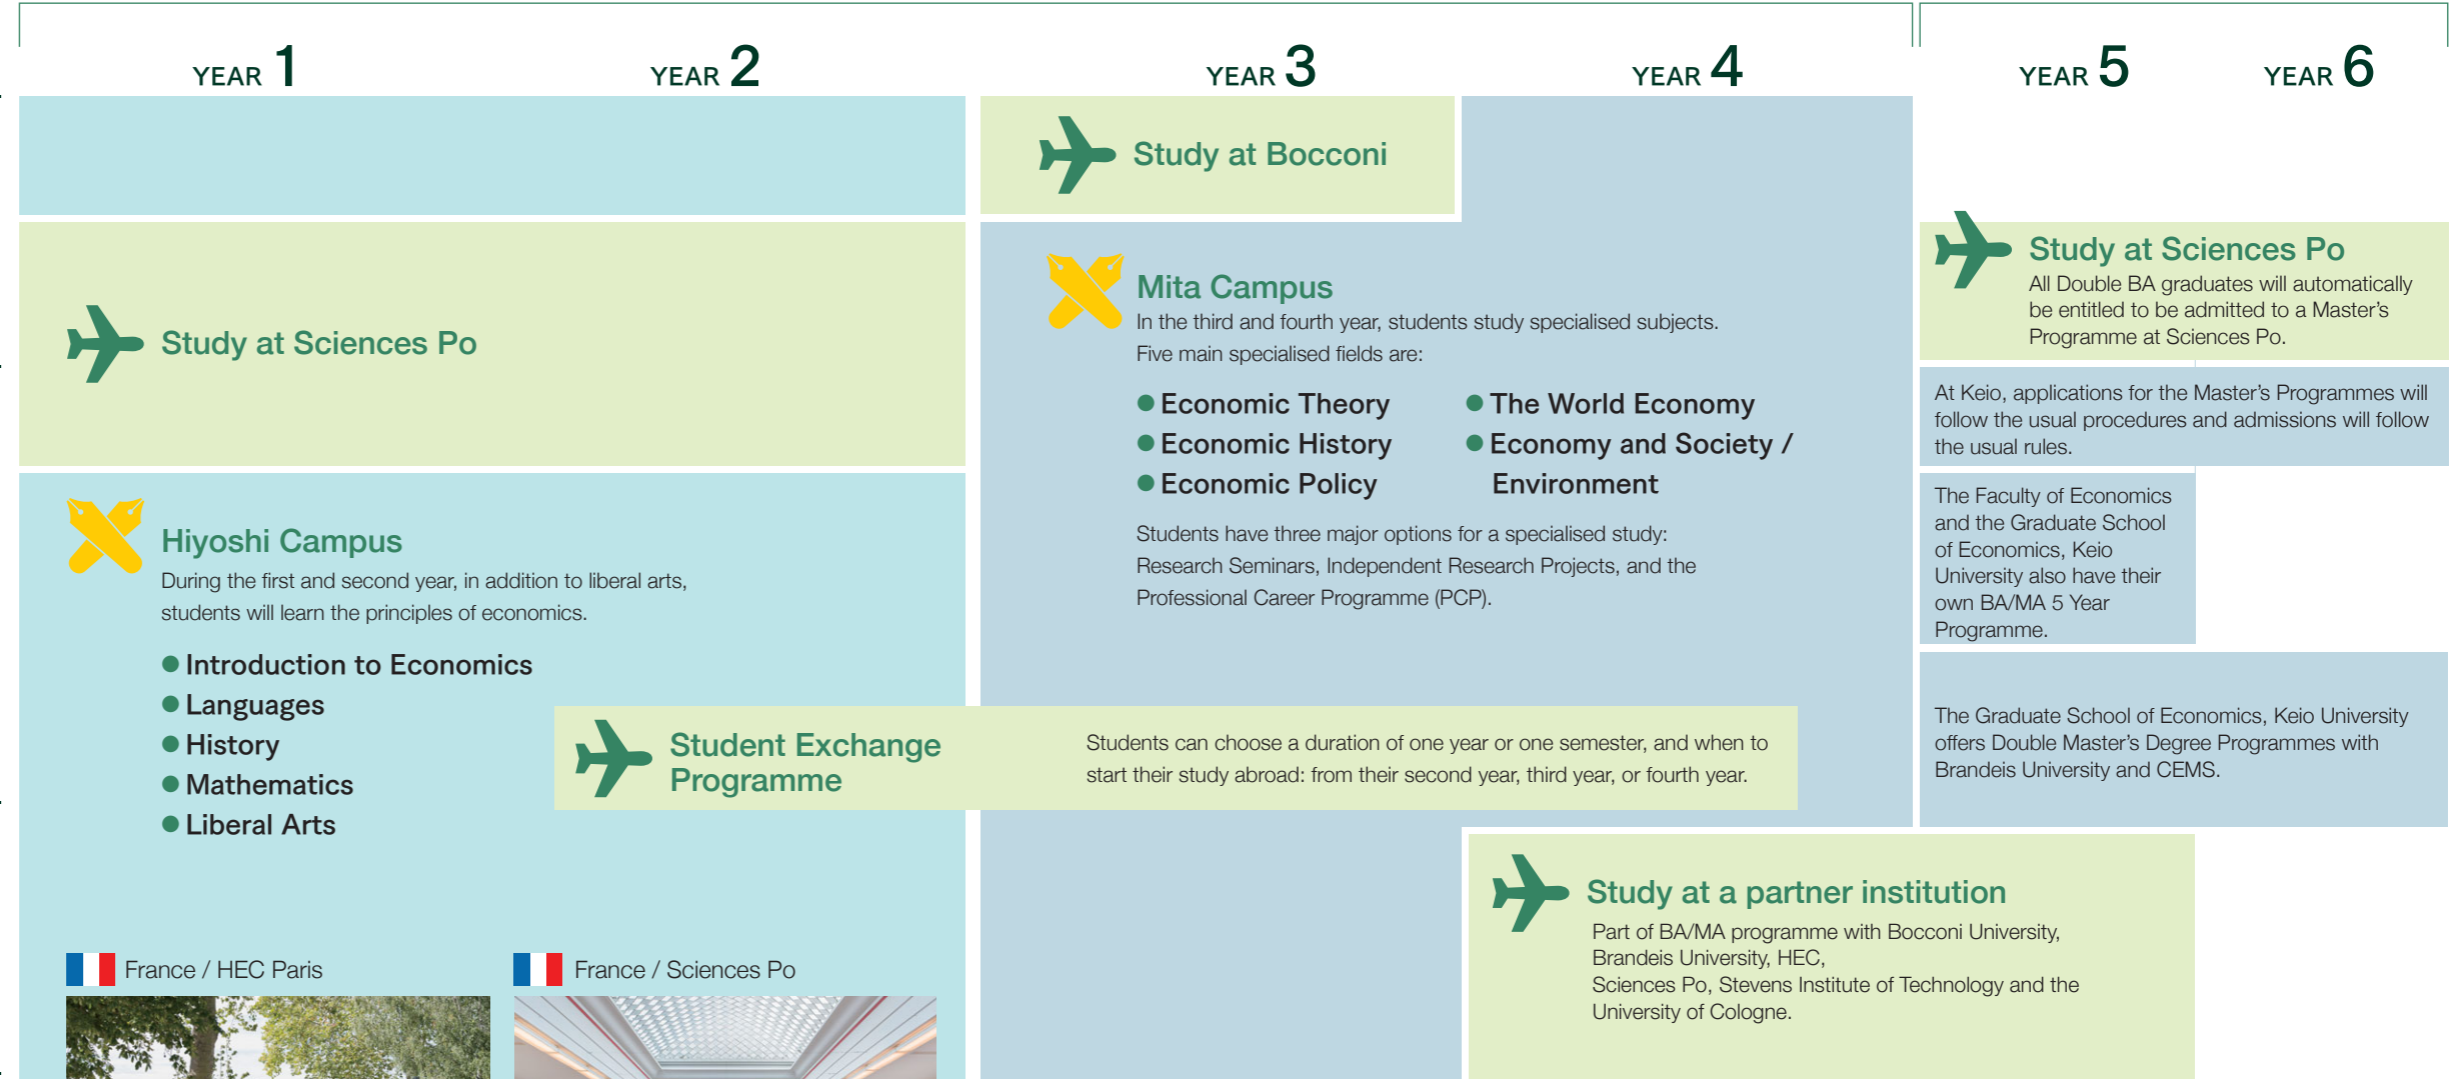 YEAR 1
YEAR 2
YEAR 3
YEAR 4
YEAR 5
YEAR 6
Study at Bocconi
Study at Sciences Po
Hiyoshi Campus
During the first and second year, in addition to liberal arts,
students will learn the principles of economics.
● Introduction to Economics
● Languages
● History
● Mathematics
● Liberal Arts
France / HEC Paris
France / Sciences Po
Mita Campus
In the third and fourth year, students study specialised subjects.
Five main specialised fields are:
● Economic Theory
● Economic History
● Economic Policy
● The World Economy
● Economy and Society /
Environment
Students have three major options for a specialised study:
Research Seminars, Independent Research Projects, and the
Professional Career Programme (PCP).
Student Exchange
Programme
Students can choose a duration of one year or one semester, and when to
start their study abroad: from their second year, third year, or fourth year.
Study at Sciences Po
All Double BA graduates will automatically
be entitled to be admitted to a Master’s
Programme at Sciences Po.
At Keio, applications for the Master’s Programmes will
follow the usual procedures and admissions will follow
the usual rules.
The Faculty of Economics
and the Graduate School
of Economics, Keio
University also have their
own BA/MA 5 Year
Programme.
The Graduate School of Economics, Keio University
offers Double Master’s Degree Programmes with
Brandeis University and CEMS.
Study at a partner institution
Part of BA/MA programme with Bocconi University,
Brandeis University, HEC,
Sciences Po, Stevens Institute of Technology and the
University of Cologne.